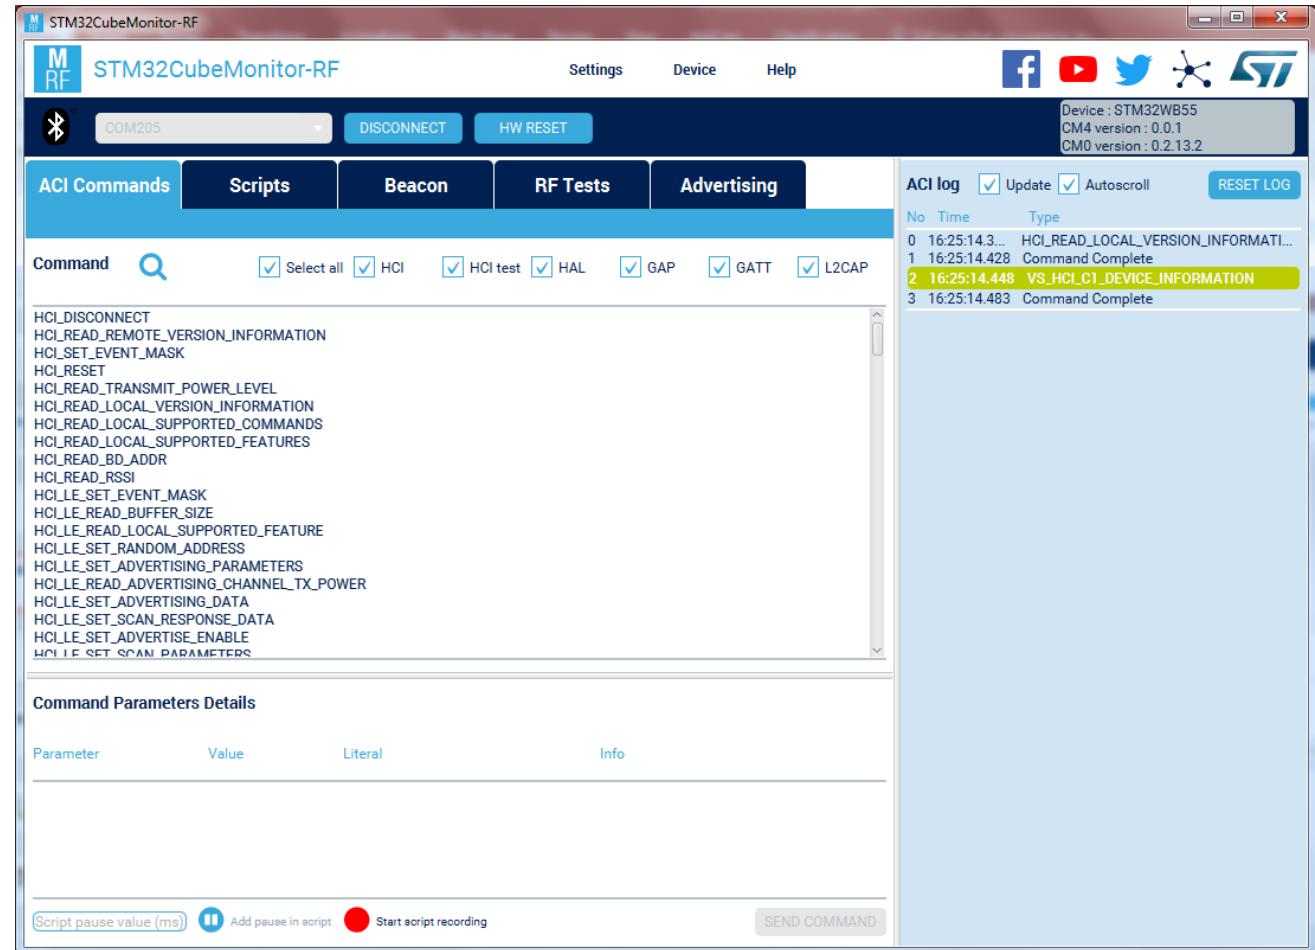 STM32CubeMonitor-RF
M
RF
STM32CubeMonitor-RF
Settings Device Help
COM205
DISCONNECT
HW RESET
Device : STM32WB55
CM4 version : 0.0.1
CM0 version : 0.2.13.2
ACI Commands Scripts Beacon RF Tests Advertising
Command Select all HCI HCI test HAL GAP GATT L2CAP
HCI_DISCONNECT
HCI_READ_REMOTE_VERSION_INFORMATION
HCI_SET_EVENT_MASK
HCI_RESET
HCI_READ_TRANSMIT_POWER_LEVEL
HCI_READ_LOCAL_VERSION_INFORMATION
HCI_READ_LOCAL_SUPPORTED_COMMANDS
HCI_READ_LOCAL_SUPPORTED_FEATURES
HCI_READ_BD_ADDR
HCI_READ_RSSI
HCI_LE_SET_EVENT_MASK
HCI_LE_READ_BUFFER_SIZE
HCI_LE_READ_LOCAL_SUPPORTED_FEATURE
HCI_LE_SET_RANDOM_ADDRESS
HCI_LE_SET_ADVERTISING_PARAMETERS
HCI_LE_READ_ADVERTISING_CHANNEL_TX_POWER
HCI_LE_SET_ADVERTISING_DATA
HCI_LE_SET_SCAN_RESPONSE_DATA
HCI_LE_SET_ADVERTISE_ENABLE
HCI_LE_SET_SCAN_PARAMETERS
Command Parameters Details
Parameter Value Literal Info
Script pause value (ms) Add pause in script Start script recording SEND COMMAND
ACI log Update Autoscroll RESET LOG
No Time Type
0 16:25:14.3... HCI_READ_LOCAL_VERSION_INFORMATI...
1 16:25:14.428 Command Complete
2 16:25:14.448 VS_HCI_C1_DEVICE_INFORMATION
3 16:25:14.483 Command Complete